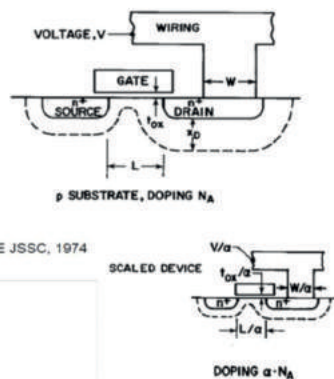 VOLTAGE, V
WIRING
GATE
W
n+
SOURCE
n+
DRAIN
tox
xD
L
p SUBSTRATE, DOPING NA
E JSSC, 1974
SCALED DEVICE
V/α
tox/α
W/α
n+
n+
L/α
DOPING α·NA